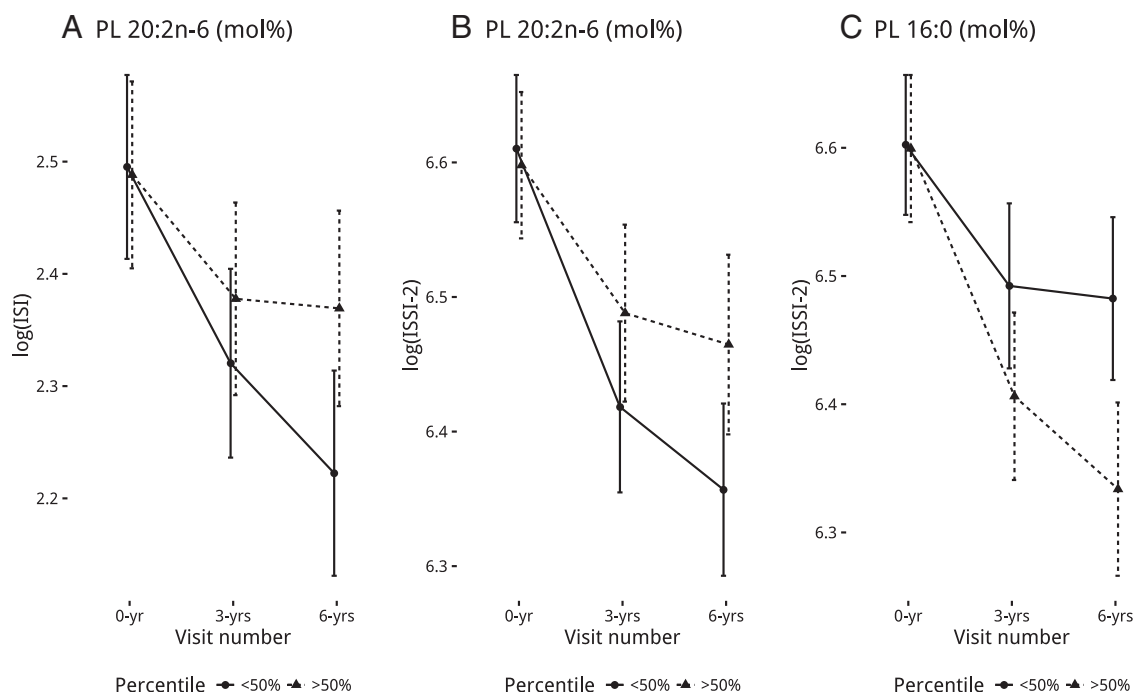 A PL 20:2n-6 (mol%)
log(ISI)
2.5
2.4
2.3
2.2
0-yr 3-yrs 6-yrs
Visit number
Percentile <50% >50%
B PL 20:2n-6 (mol%)
log(ISSI-2)
6.6
6.5
6.4
6.3
0-yr 3-yrs 6-yrs
Visit number
Percentile <50% >50%
C PL 16:0 (mol%)
log(ISSI-2)
6.6
6.5
6.4
6.3
0-yr 3-yrs 6-yrs
Visit number
Percentile <50% >50%